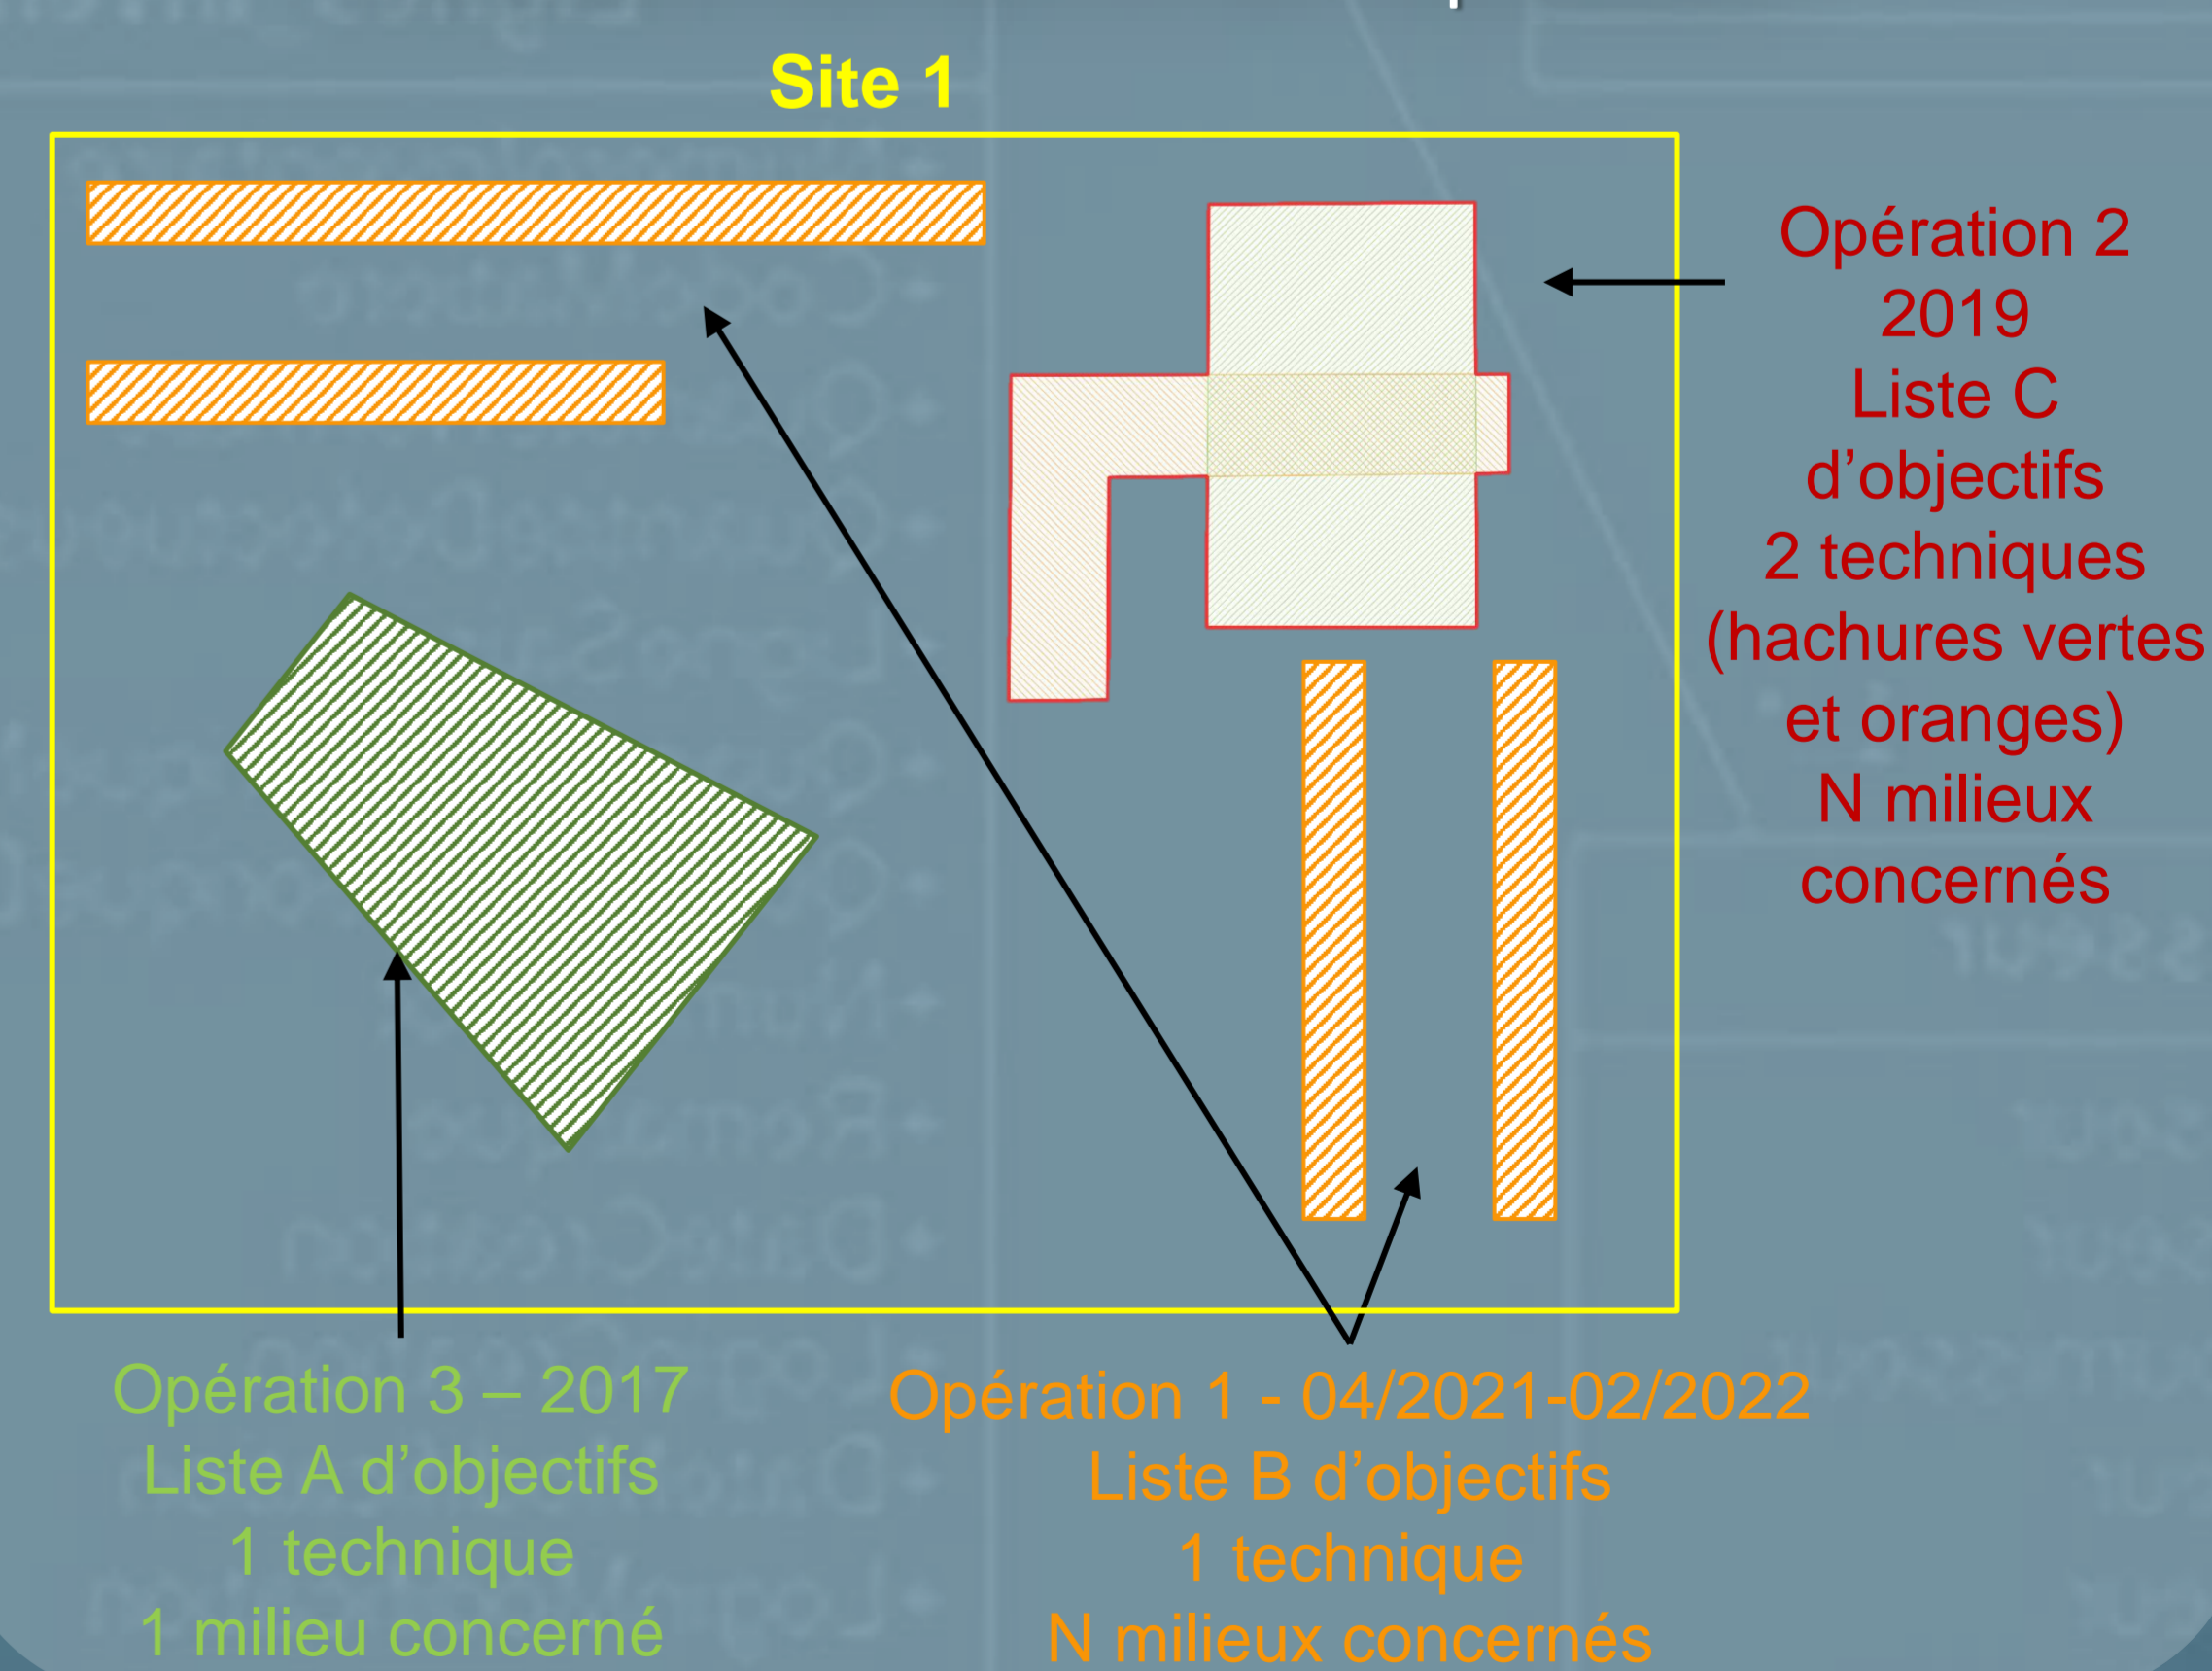 Site 1
Opération 2
2019
Liste C
d’objectifs
2 techniques
(hachures vertes
et oranges)
N milieux
concernés
Opération 3 – 2017
Liste A d’objectifs
1 technique
1 milieu concerné
Opération 1 - 04/2021-02/2022
Liste B d’objectifs
1 technique
N milieux concernés